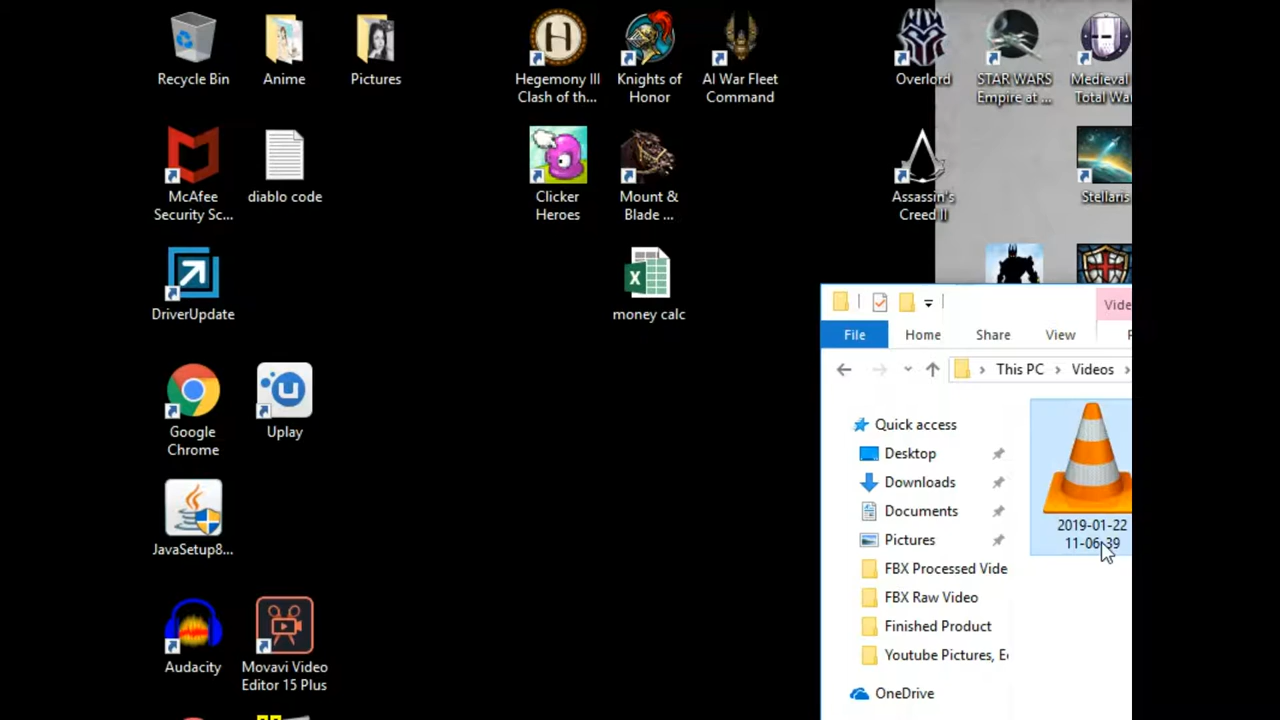 Recycle Bin
Anime
Pictures
Hegemony III
Clash of th...
Knights of
Honor
AI War Fleet
Command
Overlord
STAR WARS
Empire at ...
Medieval
Total Wa
McAfee
Security Sc...
diablo code
Clicker
Heroes
Mount &
Blade ...
Assassin's
Creed II
Stellaris
DriverUpdate
money calc
Google
Chrome
Uplay
JavaSetup8...
Audacity
Movavi Video
Editor 15 Plus
Vide
File
Home
Share
View
This PC
Videos
Quick access
Desktop
Downloads
Documents
Pictures
FBX Processed Vide
FBX Raw Video
Finished Product
Youtube Pictures, E
OneDrive
2019-01-22
11-06-39